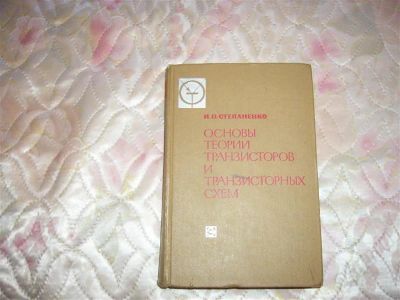 И.П.СТЕПАНЕНКО
ОСНОВЫ
ТЕОРИИ
ТРАНЗИСТОРОВ
И
ТРАНЗИСТОРНЫХ
СХЕМ